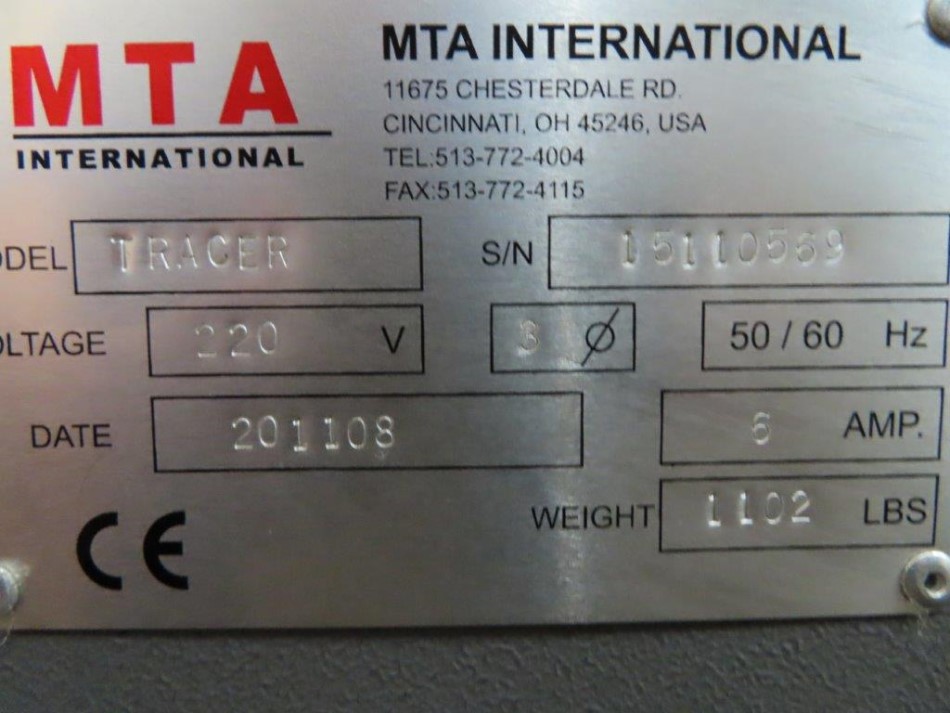 MTA
INTERNATIONAL
MTA INTERNATIONAL
11675 CHESTERDALE RD.
CINCINNATI, OH 45246, USA
TEL:513-772-4004
FAX:513-772-4115
ODEL TRACER S/N 15110569
OLTAGE 220 V 3 Ø 50 / 60 Hz
DATE 201108 6 AMP.
WEIGHT 1102 LBS
CE